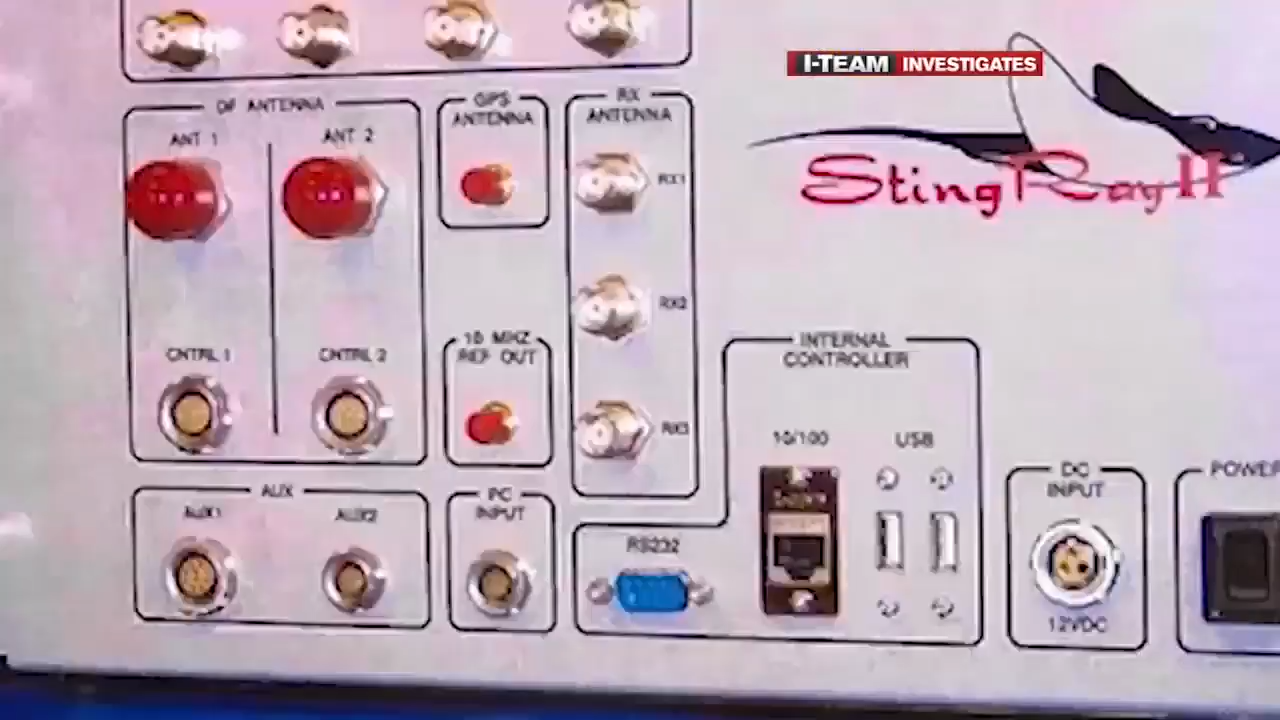 I-TEAM INVESTIGATES
DF ANTENNA
ANT 1
ANT 2
GPS
ANTENNA
RX
ANTENNA
RX1
StingRay II
RX2
CNTRL 1
CNTRL 2
10 MHZ
REF OUT
INTERNAL
CONTROLLER
RX3
10/100
USB
AUX
AUX1
AUX2
PC
INPUT
RS232
DC
INPUT
12VDC
POWER